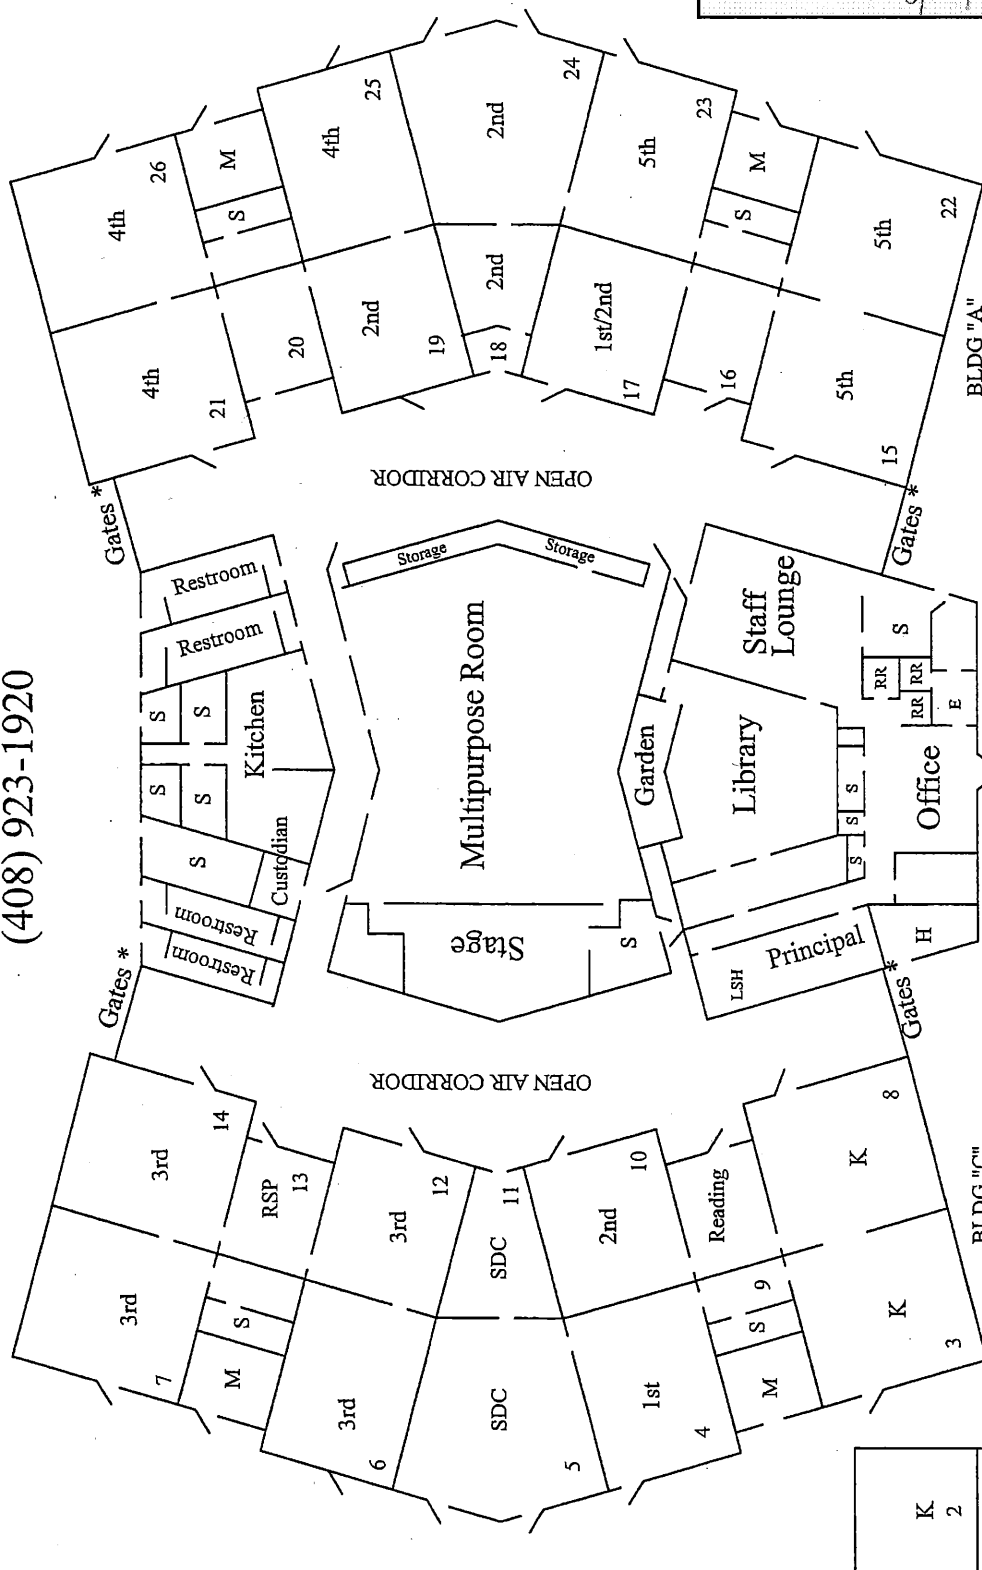 (408) 923-1920
4th
26
M
S
4th
25
2nd
24
5th
23
M
S
5th
22
4th
21
20
2nd
19
2nd
18
1st/2nd
17
16
5th
15
BLDG "A"
OPEN AIR CORRIDOR
Gates *
Gates *
Restroom
Restroom
S
S
S
S
Kitchen
S
Custodian
Restroom
Restroom
Storage
Storage
Multipurpose Room
Stage
S
Garden
Staff
Lounge
Library
S
S
S
S
RR
RR
RR
E
Office
H
Principal
LSH
Gates *
Gates *
OPEN AIR CORRIDOR
3rd
14
RSP
13
3rd
12
SDC
11
2nd
10
Reading
K
8
3rd
7
M
S
3rd
6
SDC
5
1st
4
9
S
M
K
3
BLDG "C"
K
2